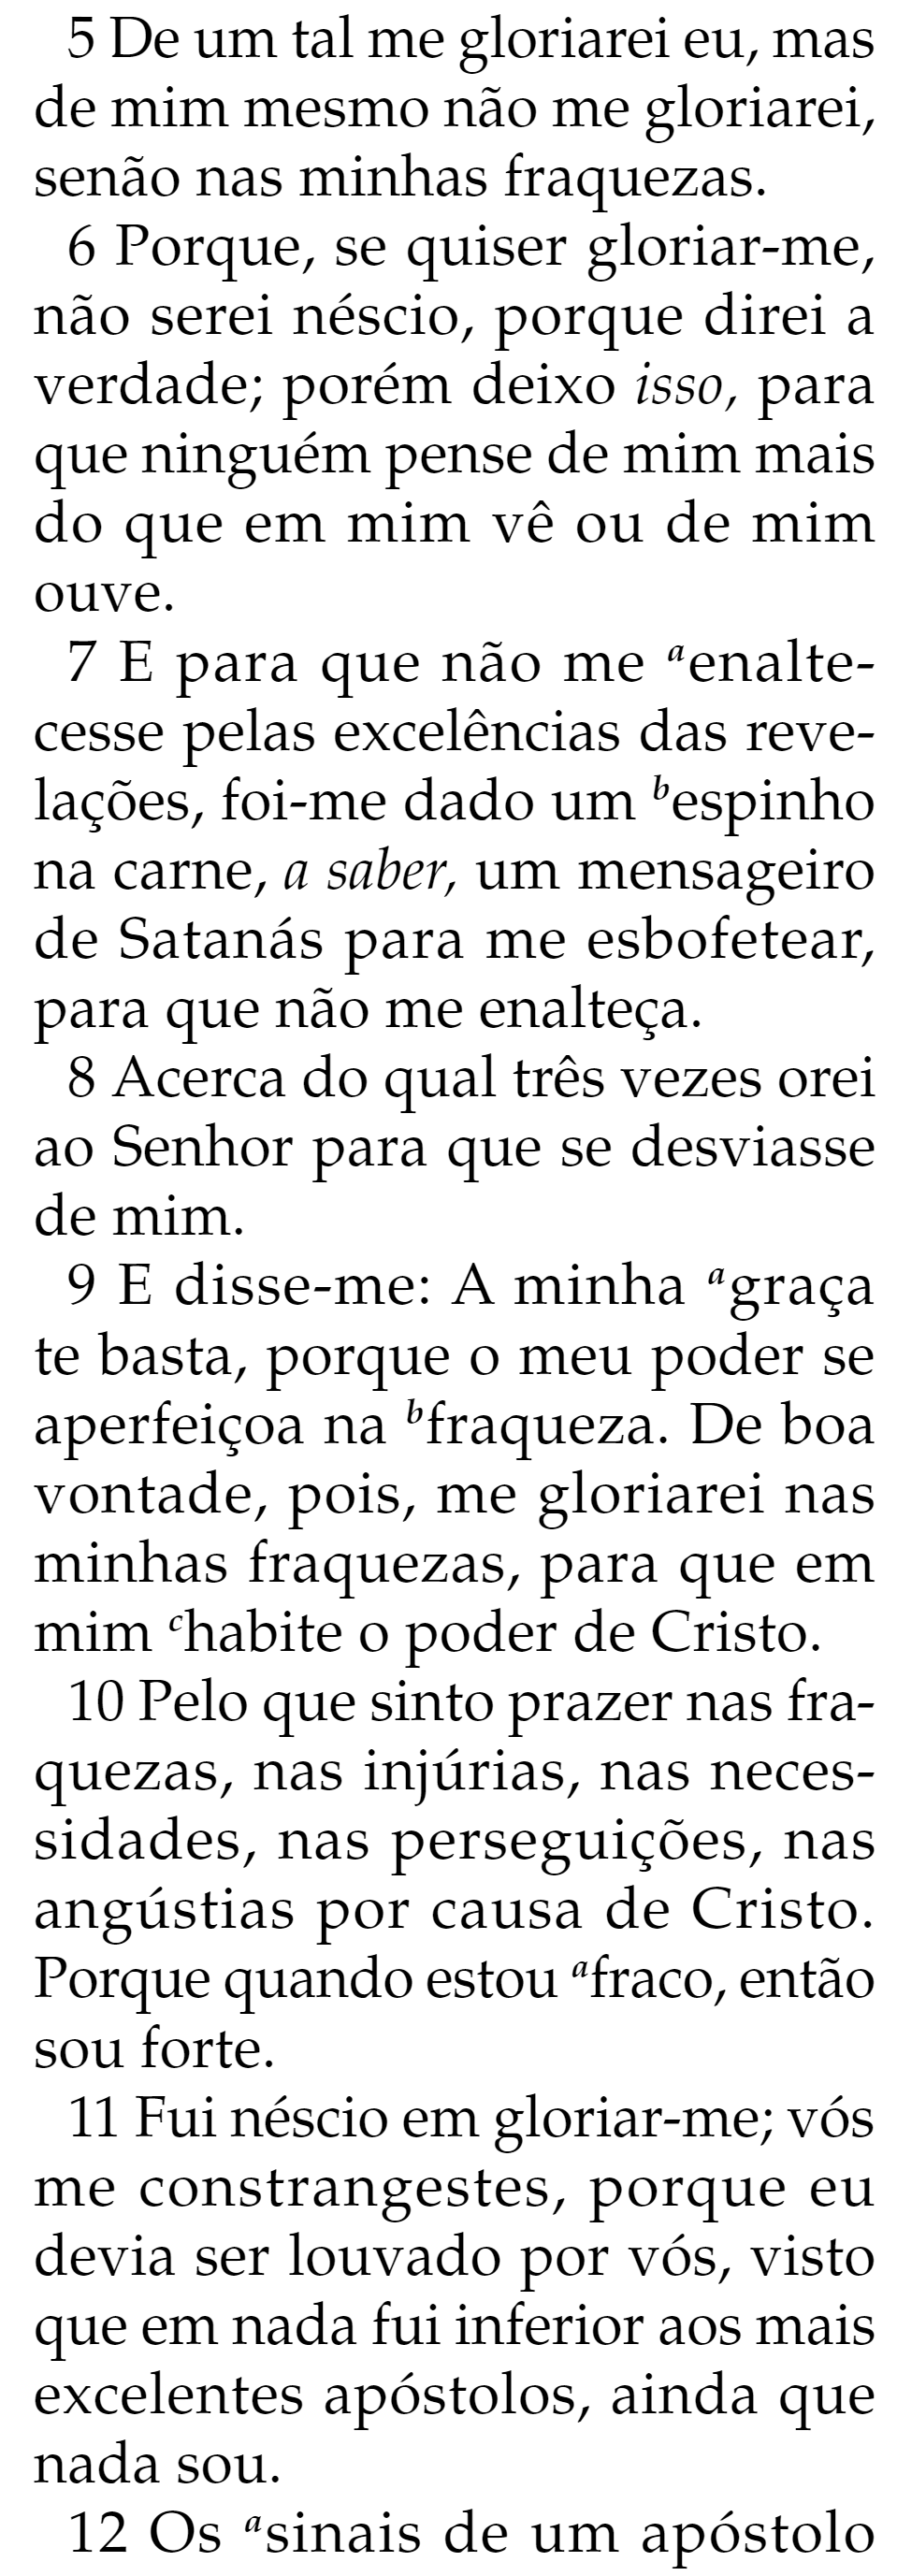 5 De um tal me gloriarei eu, mas
de mim mesmo não me gloriarei,
senão nas minhas fraquezas.
6 Porque, se quiser gloriar-me,
não serei néscio, porque direi a
verdade; porém deixo isso, para
que ninguém pense de mim mais
do que em mim vê ou de mim
ouve.
7 E para que não me aenalte-
cesse pelas excelências das reve-
lações, foi-me dado um bespinho
na carne, a saber, um mensageiro
de Satanás para me esbofetear,
para que não me enalteça.
8 Acerca do qual três vezes orei
ao Senhor para que se desviasse
de mim.
9 E disse-me: A minha agraça
te basta, porque o meu poder se
aperfeiçoa na bfraqueza. De boa
vontade, pois, me gloriarei nas
minhas fraquezas, para que em
mim chabite o poder de Cristo.
10 Pelo que sinto prazer nas fra-
quezas, nas injúrias, nas neces-
sidades, nas perseguições, nas
angústias por causa de Cristo.
Porque quando estou afraco, então
sou forte.
11 Fui néscio em gloriar-me; vós
me constrangestes, porque eu
devia ser louvado por vós, visto
que em nada fui inferior aos mais
excelentes apóstolos, ainda que
nada sou.
12 Os asinais de um apóstolo